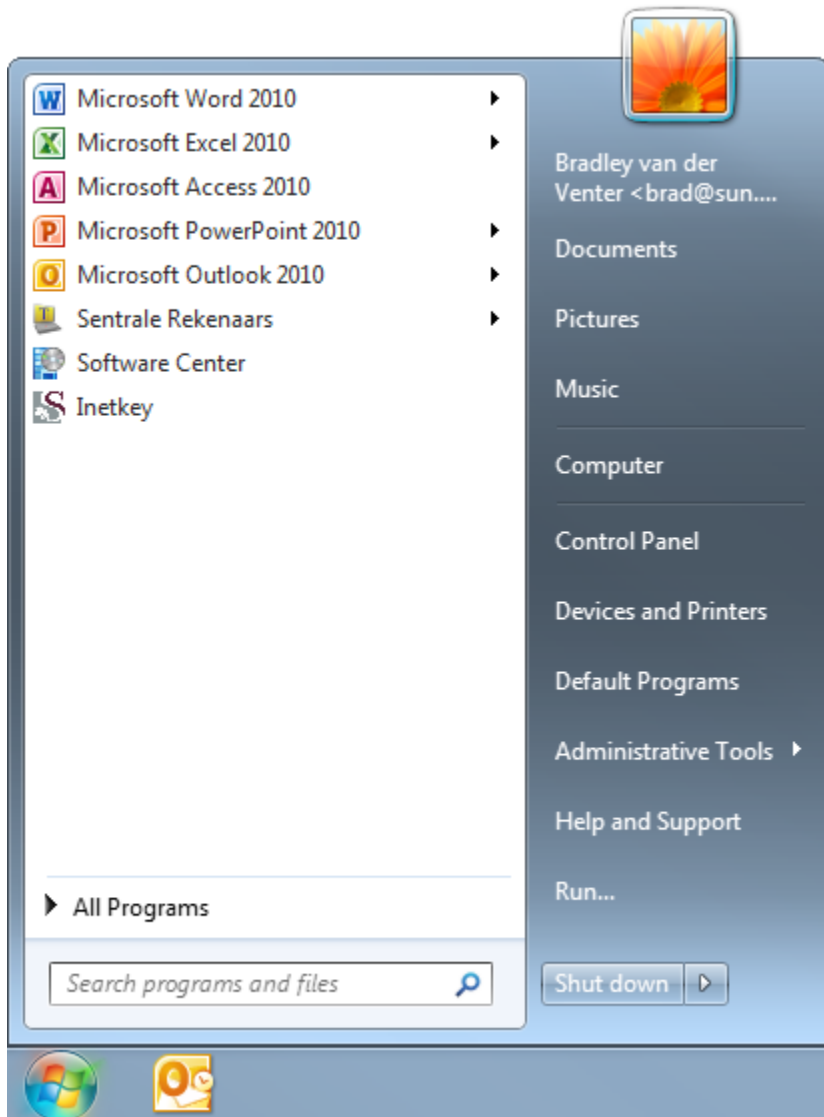 Microsoft Word 2010
Microsoft Excel 2010
Microsoft Access 2010
Microsoft PowerPoint 2010
Microsoft Outlook 2010
Sentrale Rekenaars
Software Center
Inetkey
All Programs
Search programs and files
Bradley van der
Venter <brad@sun....
Documents
Pictures
Music
Computer
Control Panel
Devices and Printers
Default Programs
Administrative Tools
Help and Support
Run...
Shut down